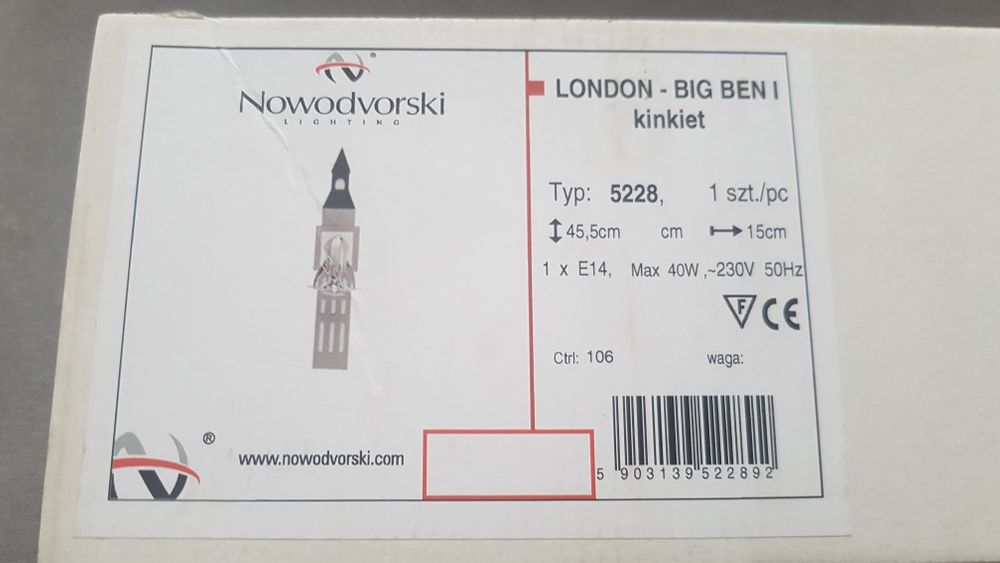 Nowodvorski ®
LIGHTING
LONDON - BIG BEN I
kinkiet
Typ: 5228, 1 szt./pc
45,5cm cm 15cm
1 x E14, Max 40W ,~230V 50Hz
F CE
Ctrl: 106 waga:
®
www.nowodvorski.com
5 903139 522892